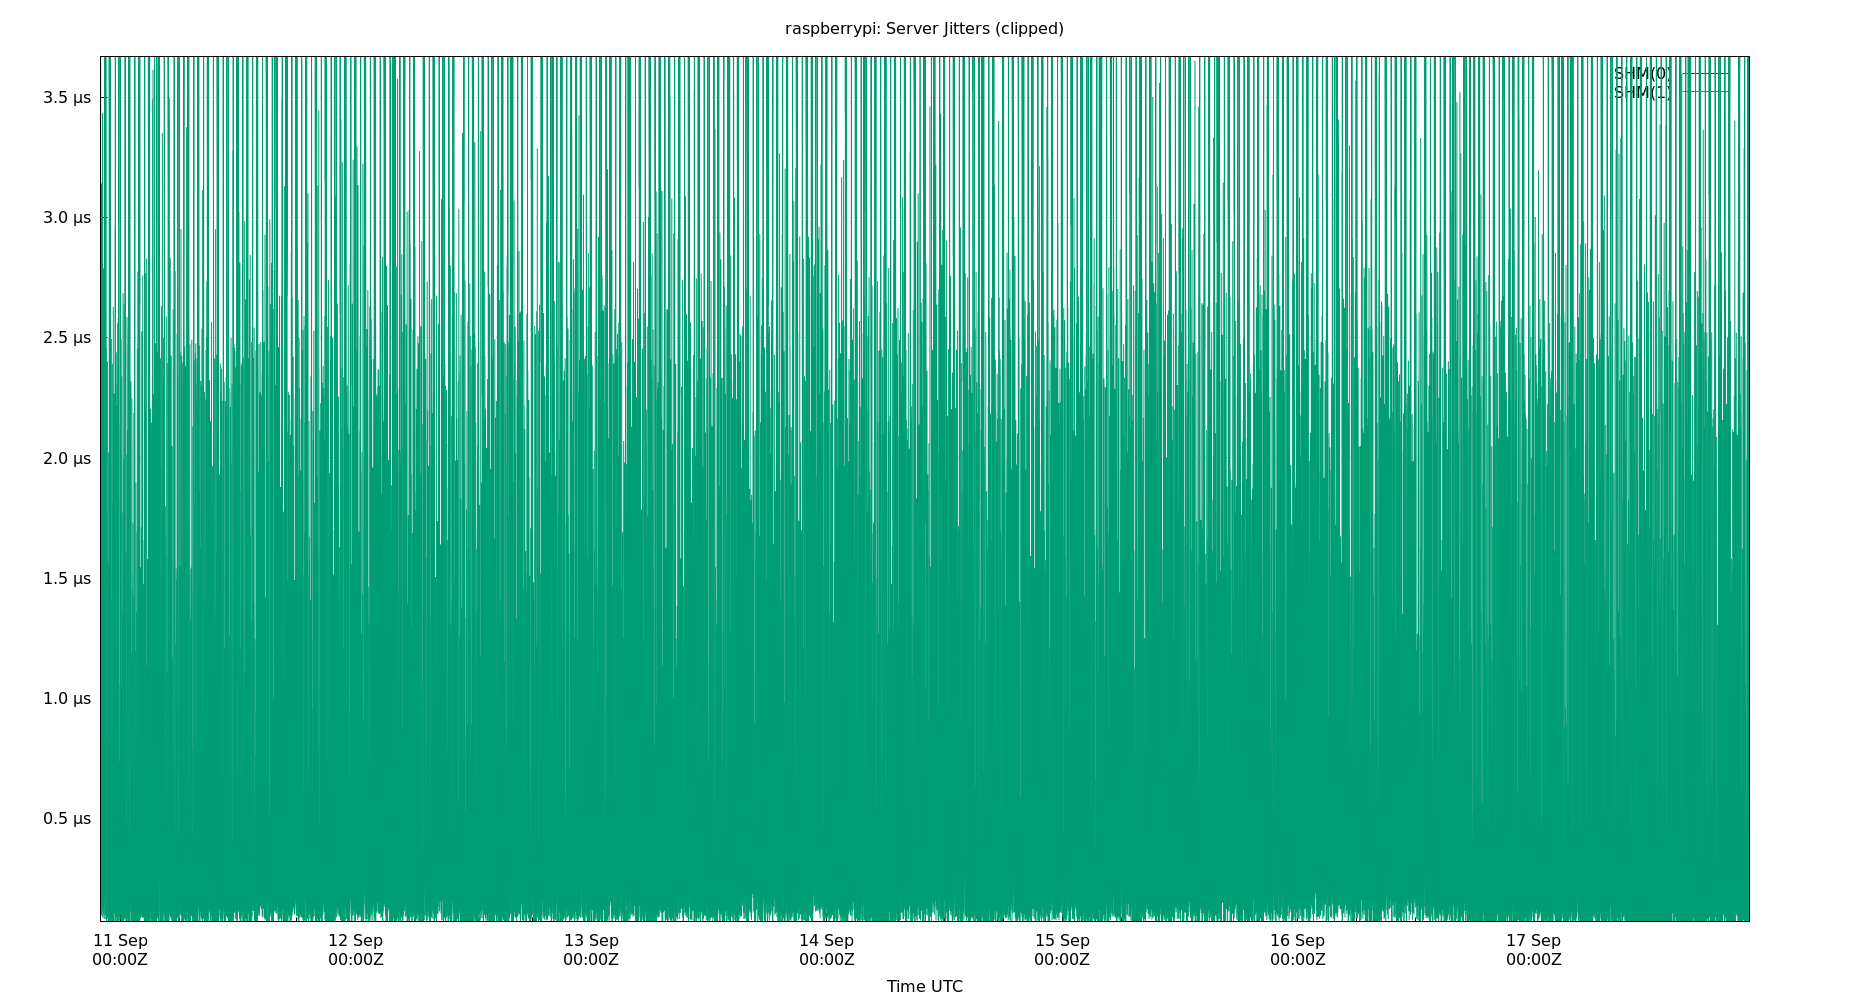 raspberrypi: Server Jitters (clipped)
SHM(0)
SHM(1)
3.5 µs
3.0 µs
2.5 µs
2.0 µs
1.5 µs
1.0 µs
0.5 µs
11 Sep 12 Sep 13 Sep 14 Sep 15 Sep 16 Sep 17 Sep
00:00Z 00:00Z 00:00Z 00:00Z 00:00Z 00:00Z 00:00Z
Time UTC